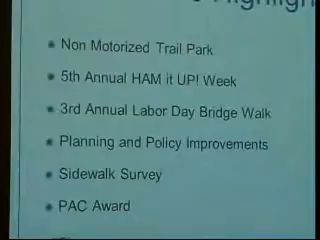 Non Motorized Trail Park
5th Annual HAM it UP! Week
3rd Annual Labor Day Bridge Walk
Planning and Policy Improvements
Sidewalk Survey
PAC Award